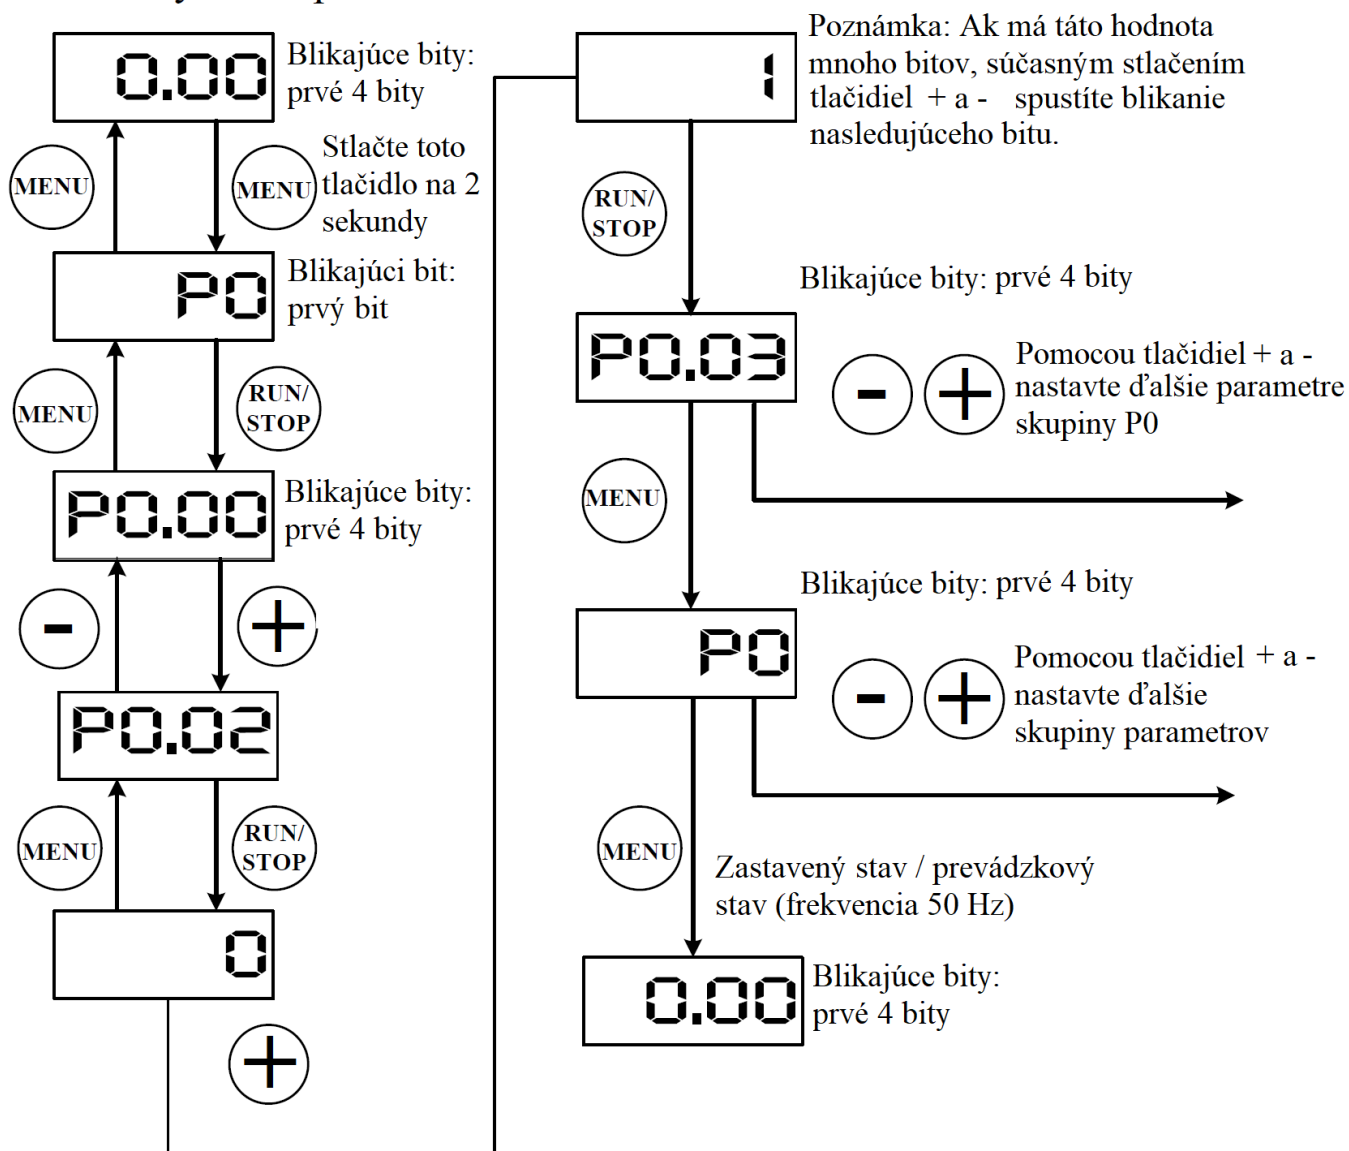 0.00
Blikajúce bity:
prvé 4 bity
MENU
MENU
Stlačte toto
tlačidlo na 2
sekundy
P0
Blikajúci bit:
prvý bit
MENU
RUN/
STOP
P0.00
Blikajúce bity:
prvé 4 bity
-
+
P0.02
MENU
RUN/
STOP
0
+
1
Poznámka: Ak má táto hodnota
mnoho bitov, súčasným stlačením
tlačidiel + a - spustíte blikanie
nasledujúceho bitu.
RUN/
STOP
Blikajúce bity: prvé 4 bity
P0.03
- +
Pomocou tlačidiel + a -
nastavte ďalšie parametre
skupiny P0
MENU
Blikajúce bity: prvé 4 bity
P0
- +
Pomocou tlačidiel + a -
nastavte ďalšie
skupiny parametrov
MENU
Zastavený stav / prevádzkový
stav (frekvencia 50 Hz)
0.00
Blikajúce bity:
prvé 4 bity